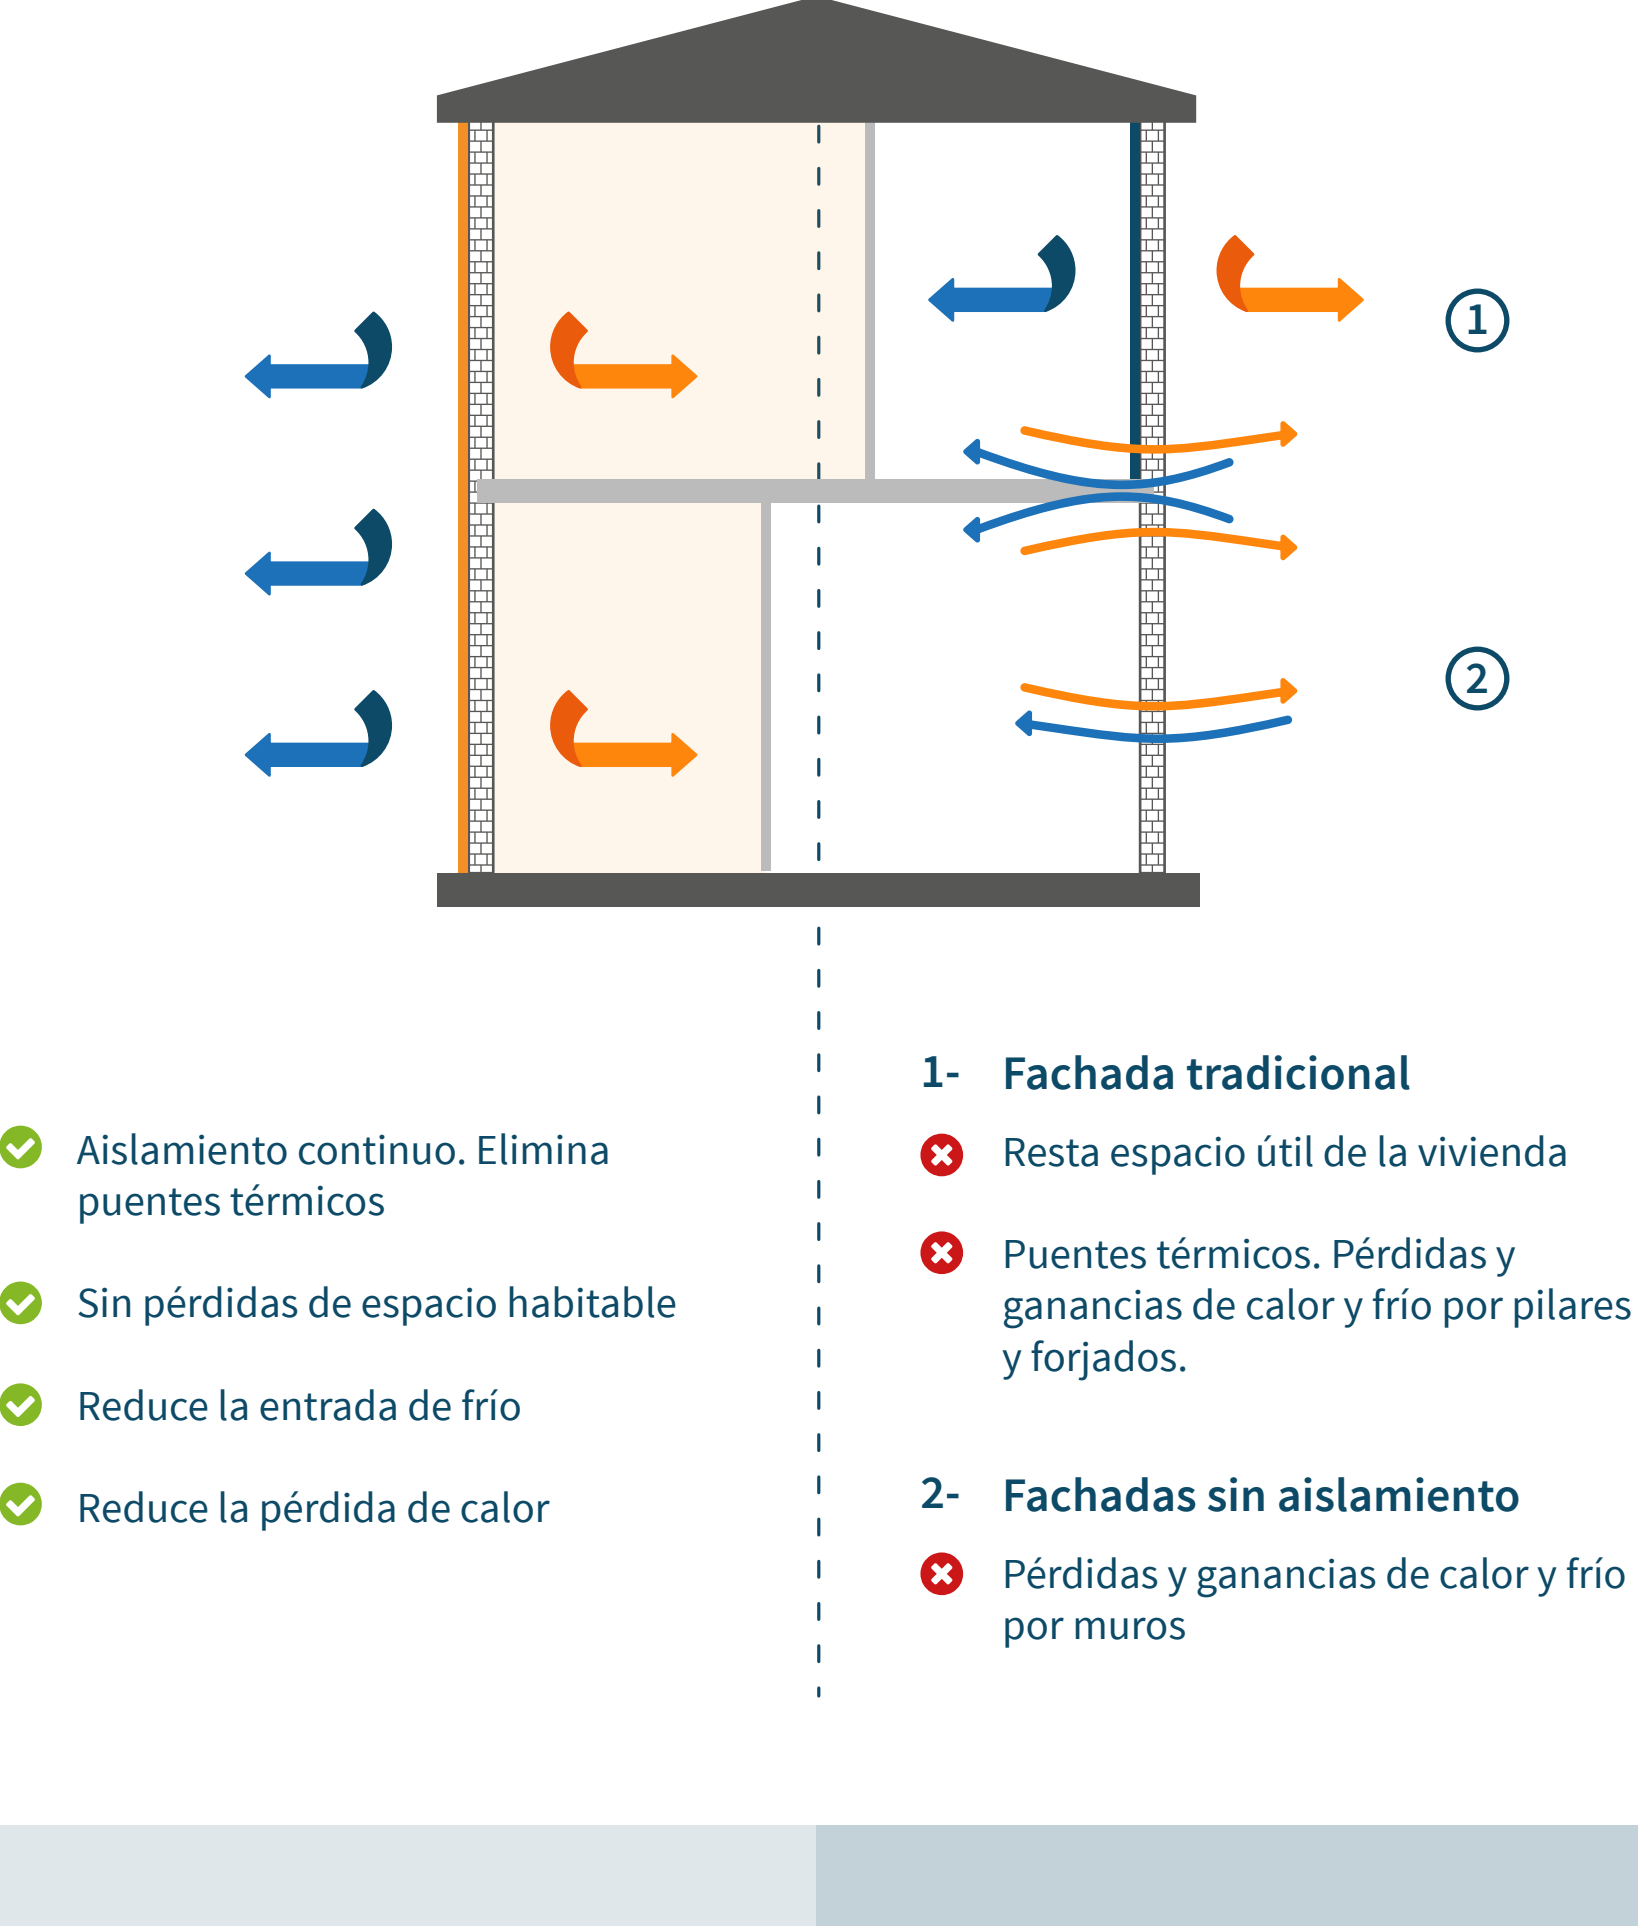 1
2
Aislamiento continuo. Elimina
puentes térmicos
Sin pérdidas de espacio habitable
Reduce la entrada de frío
Reduce la pérdida de calor
1- Fachada tradicional
Resta espacio útil de la vivienda
Puentes térmicos. Pérdidas y
ganancias de calor y frío por pilares
y forjados.
2- Fachadas sin aislamiento
Pérdidas y ganancias de calor y frío
por muros